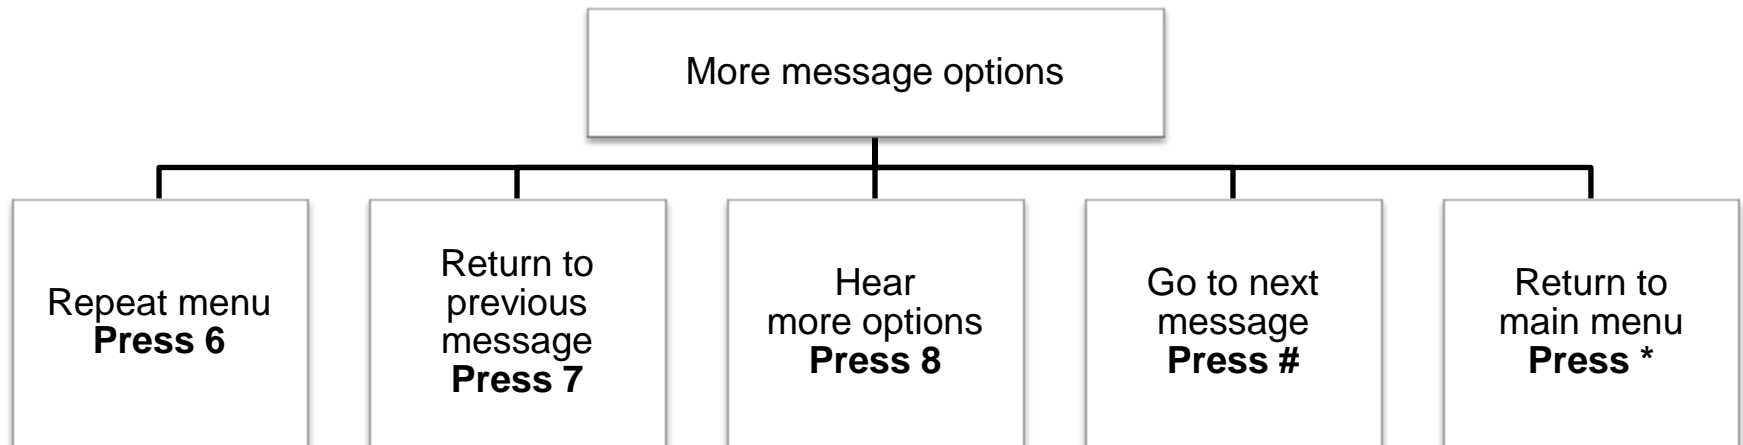 More message options
Repeat menu
Press 6
Return to
previous
message
Press 7
Hear
more options
Press 8
Go to next
message
Press #
Return to
main menu
Press *